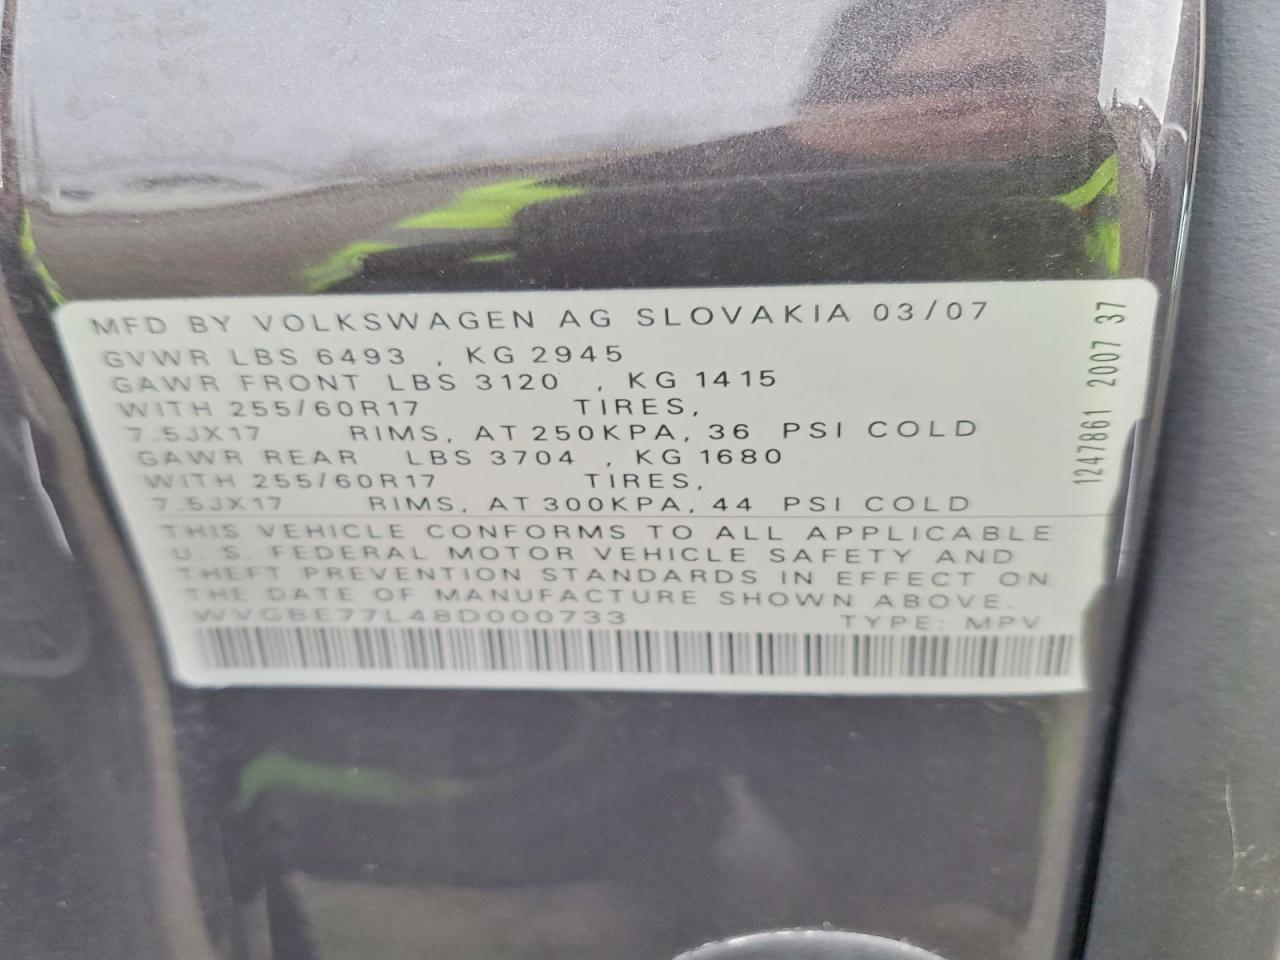 MFD BY VOLKSWAGEN AG SLOVAKIA 03/07
GVWR LBS 6493 , KG 2945
GAWR FRONT LBS 3120 , KG 1415
WITH 255/60R17 TIRES,
7.5JX17 RIMS, AT 250KPA, 36 PSI COLD
GAWR REAR LBS 3704 , KG 1680
WITH 255/60R17 TIRES,
7.5JX17 RIMS, AT 300KPA, 44 PSI COLD
THIS VEHICLE CONFORMS TO ALL APPLICABLE
U. S. FEDERAL MOTOR VEHICLE SAFETY AND
THEFT PREVENTION STANDARDS IN EFFECT ON
THE DATE OF MANUFACTURE SHOWN ABOVE.
WVGBE77L48D000733 TYPE: MPV
1247861 2007 37